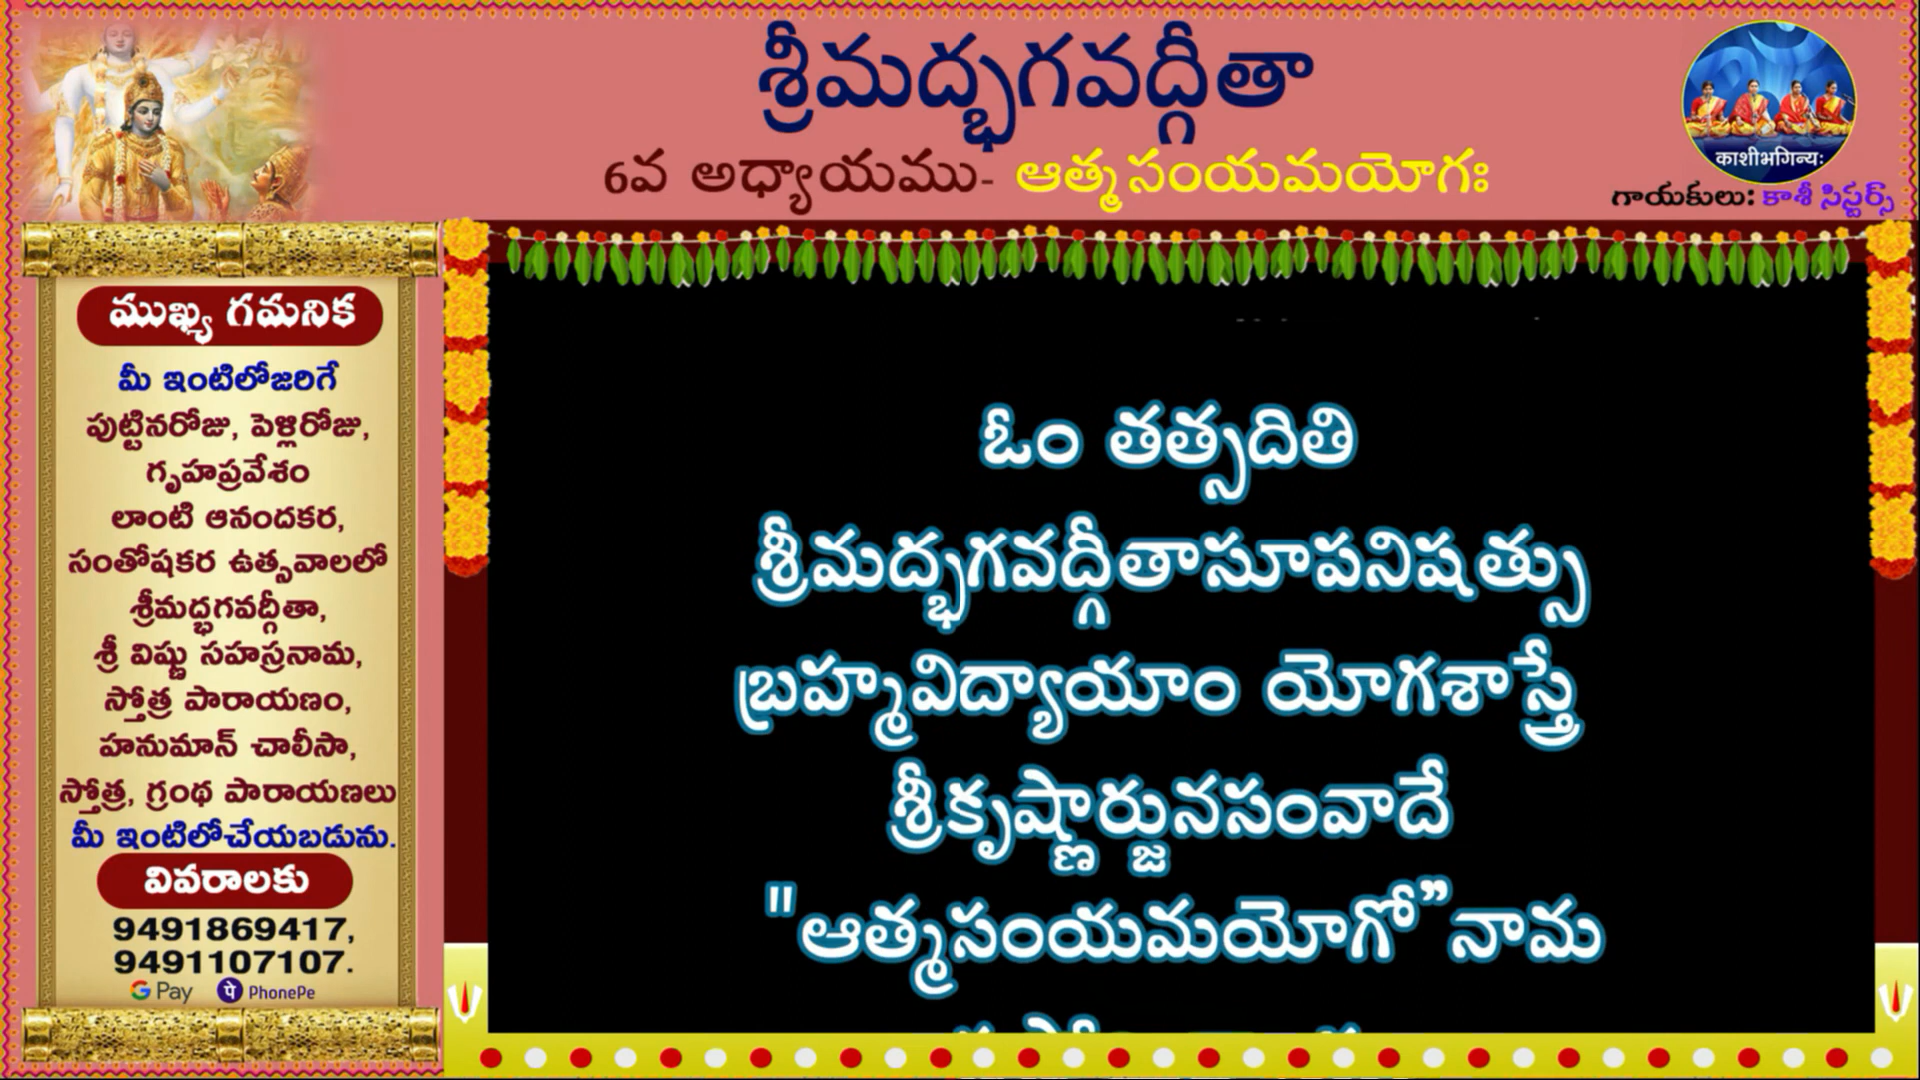 శ్రీమద్భగవద్గీతా
6వ అధ్యాయము- ఆత్మసంయమయోగః
काशीभगिन्यः
గాయకులు: కాశీ సిస్టర్స్
ముఖ్య గమనిక
మీ ఇంటిలోజరిగే
పుట్టినరోజు, పెళ్లిరోజు,
గృహప్రవేశం
లాంటి ఆనందకర,
సంతోషకర ఉత్సవాలలో
శ్రీమద్భగవద్గీతా,
శ్రీ విష్ణు సహస్రనామ,
స్తోత్ర పారాయణం,
హనుమాన్ చాలీసా,
స్తోత్ర, గ్రంథ పారాయణలు
మీ ఇంటిలోచేయబడును.
వివరాలకు
9491869417,
9491107107.
G Pay पे PhonePe
ఓం తత్సదితి
శ్రీమద్భగవద్గీతాసూపనిషత్సు
బ్రహ్మవిద్యాయాం యోగశాస్త్రే
శ్రీకృష్ణార్జునసంవాదే
"ఆత్మసంయమయోగో”నామ